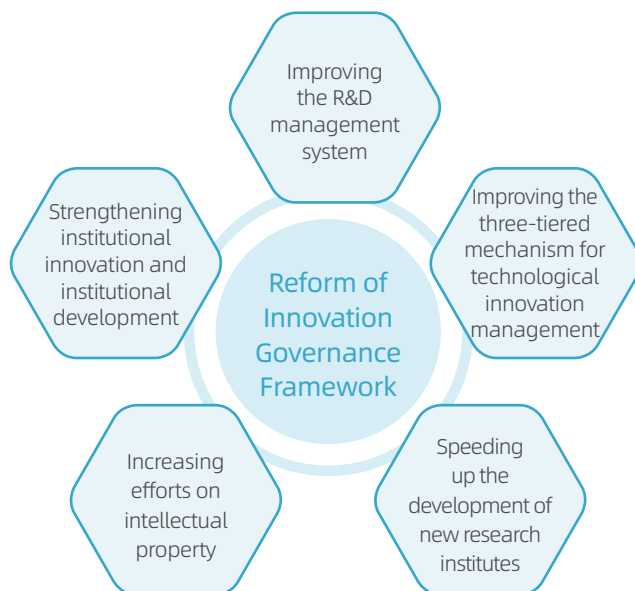 Improving
the R&D
management
system
Improving the
three-tiered
mechanism for
technological
innovation
management
Speeding
up the
development of
new research
institutes
Increasing
efforts on
intellectual
property
Strengthening
institutional
innovation and
institutional
development
Reform of
Innovation
Governance
Framework